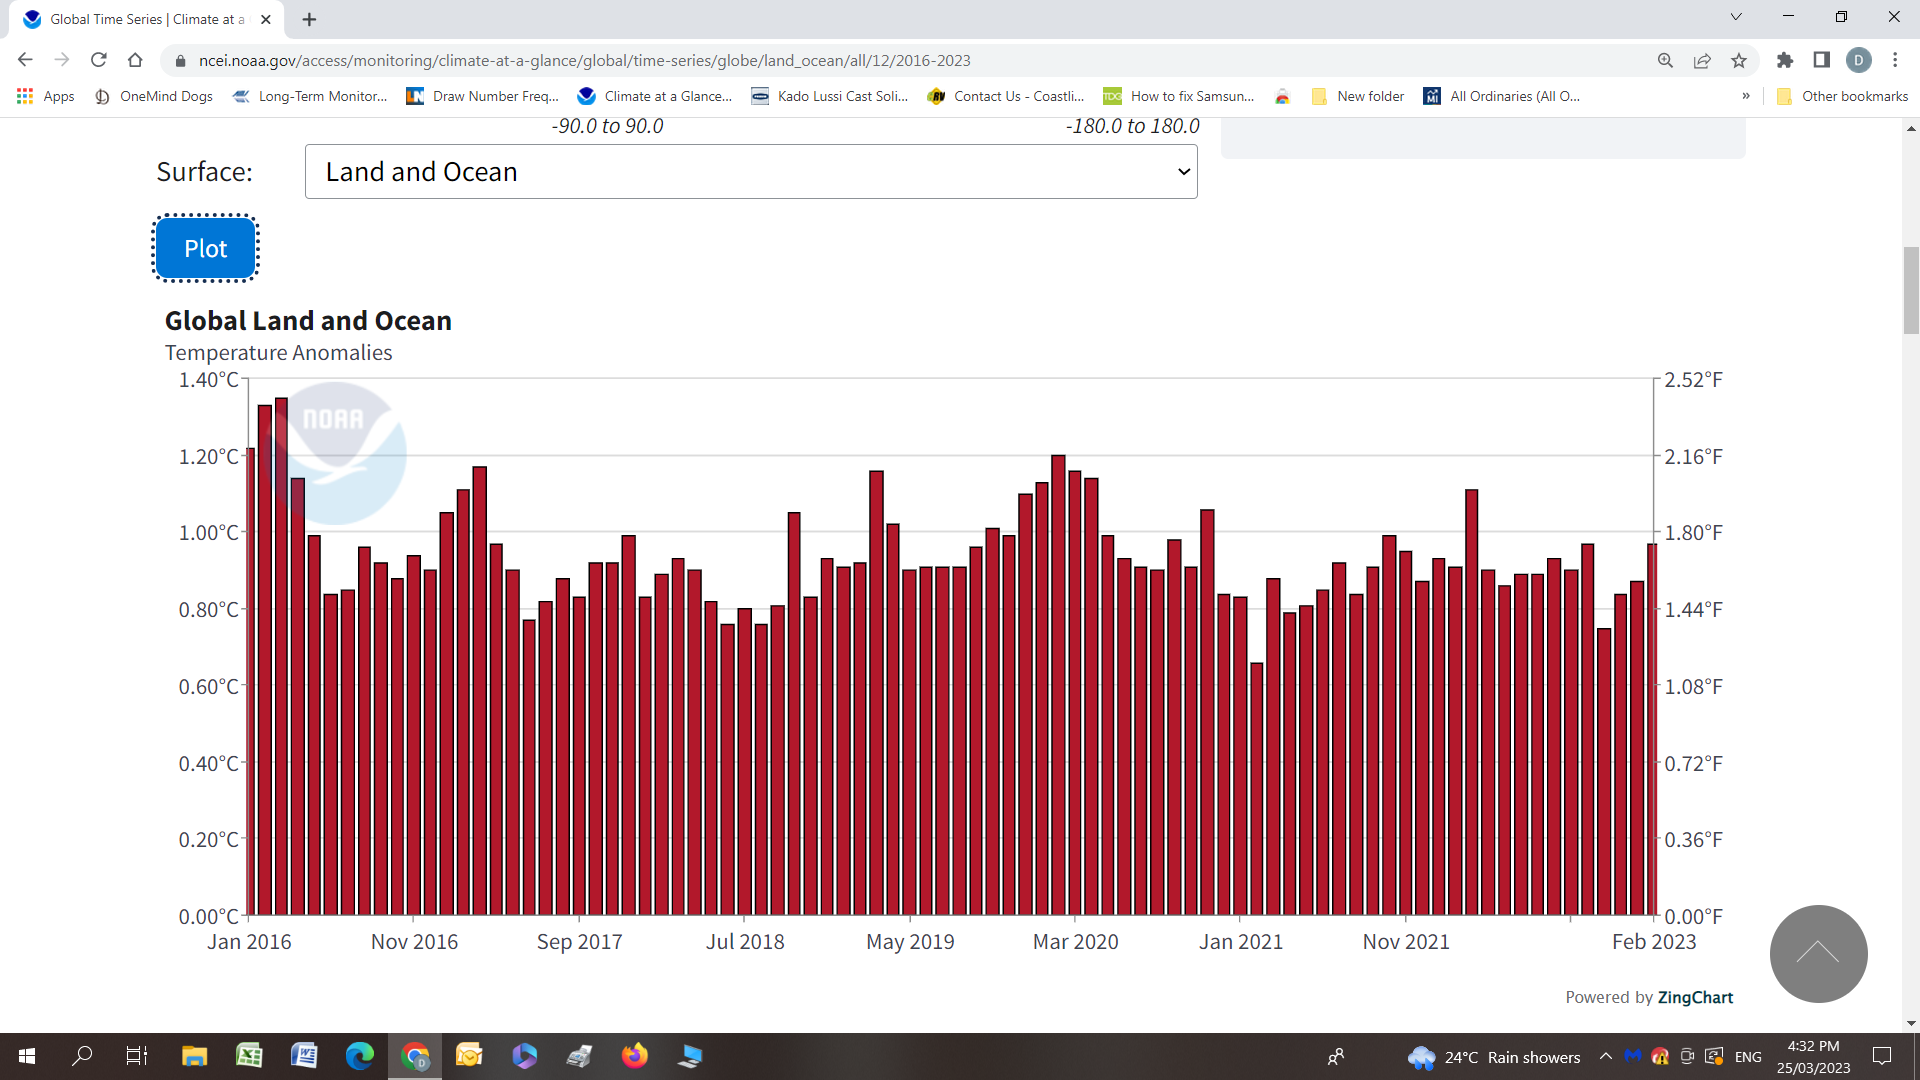 Global Time Series | Climate at a
ncei.noaa.gov/access/monitoring/climate-at-a-glance/global/time-series/globe/land_ocean/all/12/2016-2023
D
Apps OneMind Dogs Long-Term Monitor... Draw Number Freq... Climate at a Glance... Kado Lussi Cast Soli... Contact Us - Coastli... How to fix Samsun... New folder All Ordinaries (All O... » Other bookmarks
-90.0 to 90.0 -180.0 to 180.0
Surface: Land and Ocean
Plot
Global Land and Ocean
Temperature Anomalies
1.40°C 2.52°F
NOAA
1.20°C 2.16°F
1.00°C 1.80°F
0.80°C 1.44°F
0.60°C 1.08°F
0.40°C 0.72°F
0.20°C 0.36°F
0.00°C 0.00°F
Jan 2016 Nov 2016 Sep 2017 Jul 2018 May 2019 Mar 2020 Jan 2021 Nov 2021 Feb 2023
Powered by ZingChart
24°C Rain showers ENG
4:32 PM
25/03/2023